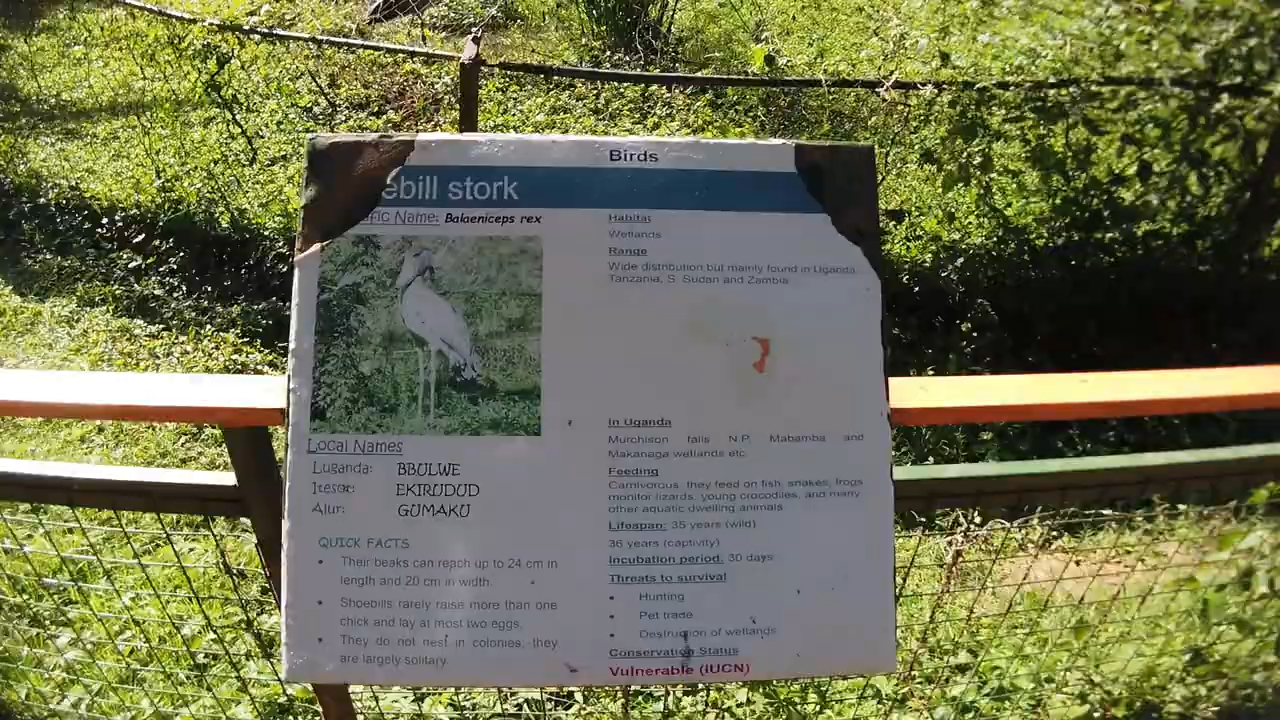 Birds
ebill stork
fic Name: Balaeniceps rex
Local Names
Luganda: BBULWE
Iteso: EKIRUDUD
Alur: GUMAKU
QUICK FACTS
• Their beaks can reach up to 24 cm in
length and 20 cm in width.
• Shoebills rarely raise more than one
chick and lay at most two eggs.
• They do not nest in colonies; they
are largely solitary.
Habitat
Wetlands
Range
Wide distribution but mainly found in Uganda,
Tanzania, S. Sudan and Zambia
In Uganda
Murchison falls N.P, Mabamba and
Makanaga wetlands etc.
Feeding
Carnivorous, they feed on fish, snakes, frogs
monitor lizards, young crocodiles, and many
other aquatic dwelling animals
Lifespan: 35 years (wild)
36 years (captivity)
Incubation period: 30 days
Threats to survival
• Hunting
• Pet trade
• Destruction of wetlands
Conservation Status
Vulnerable (IUCN)